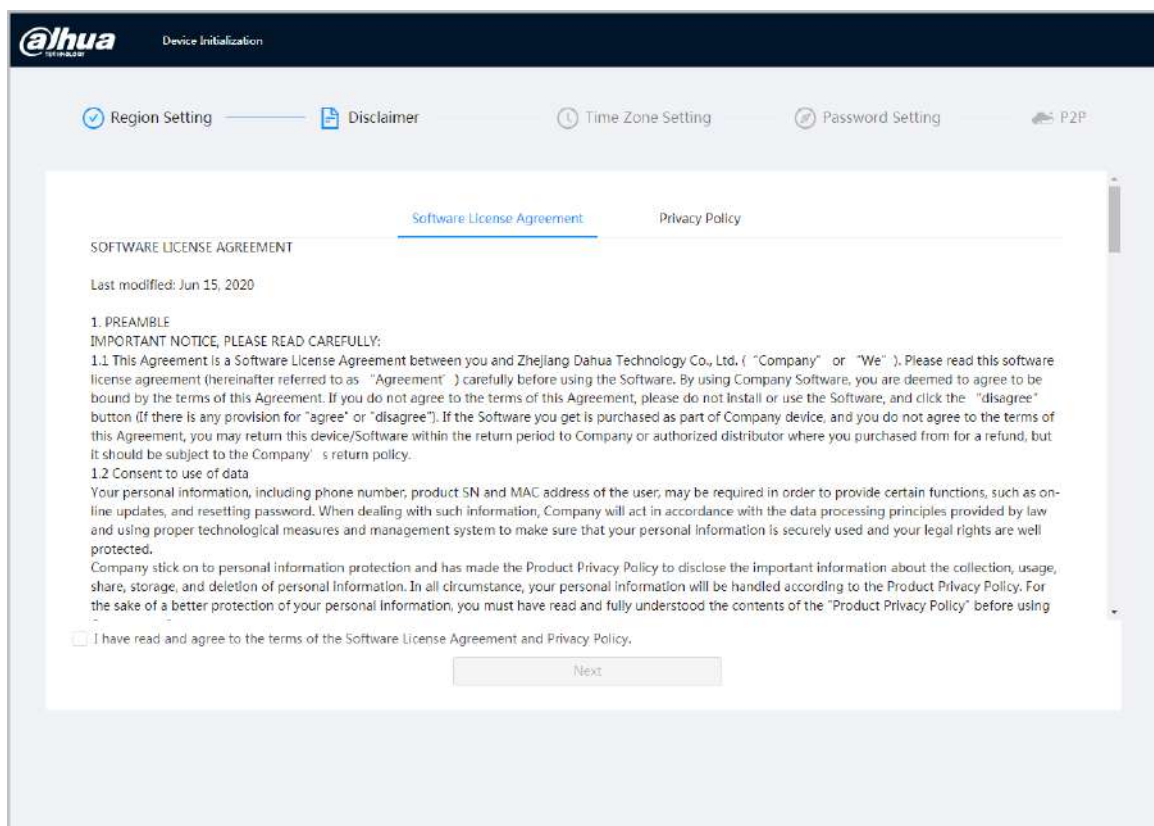 alhua
TECHNOLOGY
Device Initialization
Region Setting
Disclaimer
Time Zone Setting
Password Setting
P2P
Software License Agreement
Privacy Policy
SOFTWARE LICENSE AGREEMENT
Last modified: Jun 15, 2020
1. PREAMBLE
IMPORTANT NOTICE, PLEASE READ CAREFULLY:
1.1 This Agreement is a Software License Agreement between you and Zhejiang Dahua Technology Co., Ltd. ( "Company" or "We" ). Please read this software
license agreement (hereinafter referred to as "Agreement' ) carefully before using the Software. By using Company Software, you are deemed to agree to be
bound by the terms of this Agreement. If you do not agree to the terms of this Agreement, please do not install or use the Software, and click the "disagree"
button (If there is any provision for "agree" or "disagree"). If the Software you get is purchased as part of Company device, and you do not agree to the terms of
this Agreement, you may return this device/Software within the return period to Company or authorized distributor where you purchased from for a refund, but
it should be subject to the Company' s return policy.
1.2 Consent to use of data
Your personal information, including phone number, product SN and MAC address of the user, may be required in order to provide certain functions, such as on-
line updates, and resetting password. When dealing with such information, Company will act in accordance with the data processing principles provided by law
and using proper technological measures and management system to make sure that your personal information is securely used and your legal rights are well
protected.
Company stick on to personal information protection and has made the Product Privacy Policy to disclose the important information about the collection, usage,
share, storage, and deletion of personal information. In all circumstance, your personal information will be handled according to the Product Privacy Policy. For
the sake of a better protection of your personal information, you must have read and fully understood the contents of the "Product Privacy Policy" before using
I have read and agree to the terms of the Software License Agreement and Privacy Policy.
Next